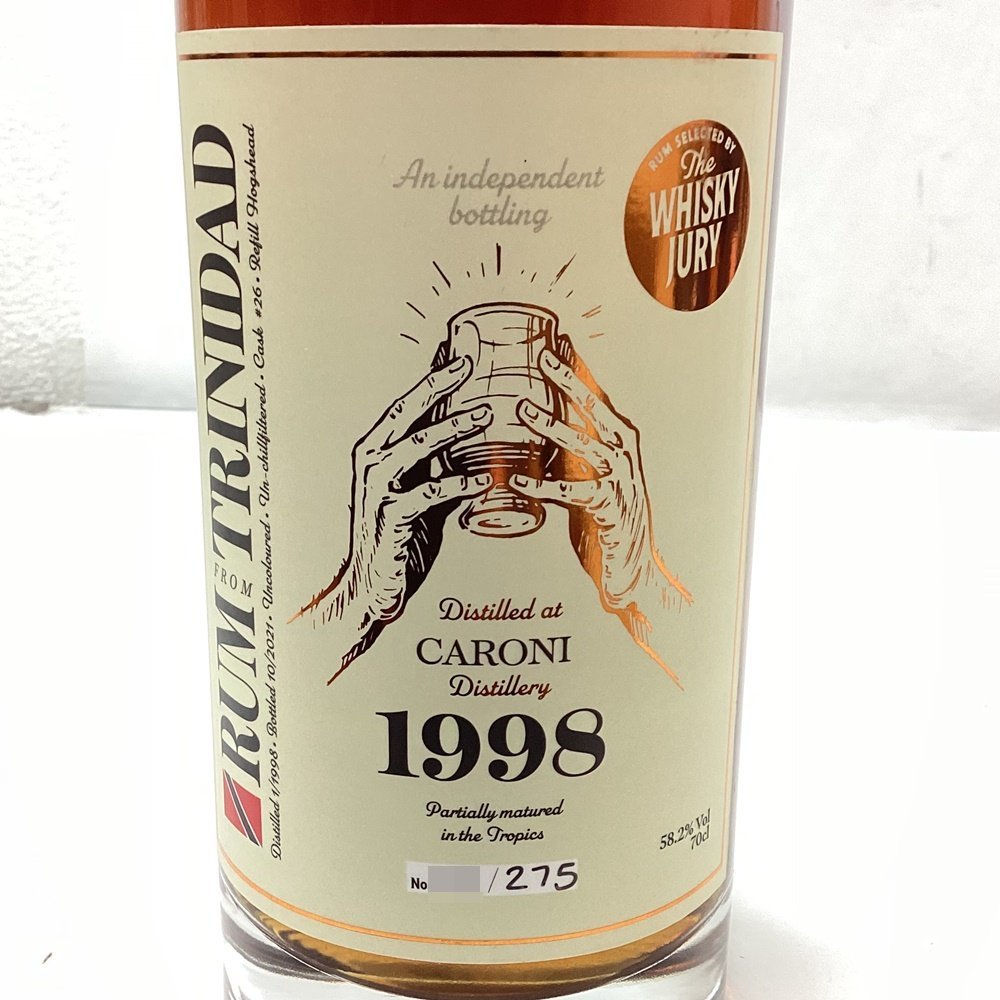 RUM FROM TRINIDAD
Distilled 1/1998 • Bottled 10/2021 • Uncoloured • Un-chillfiltered • Cask #26 • Refill Hogshead
An independent
bottling
RUM SELECTED BY
The
WHISKY
JURY
Distilled at
CARONI
Distillery
1998
Partially matured
in the Tropics
58.2% Vol
70cl
No / 275